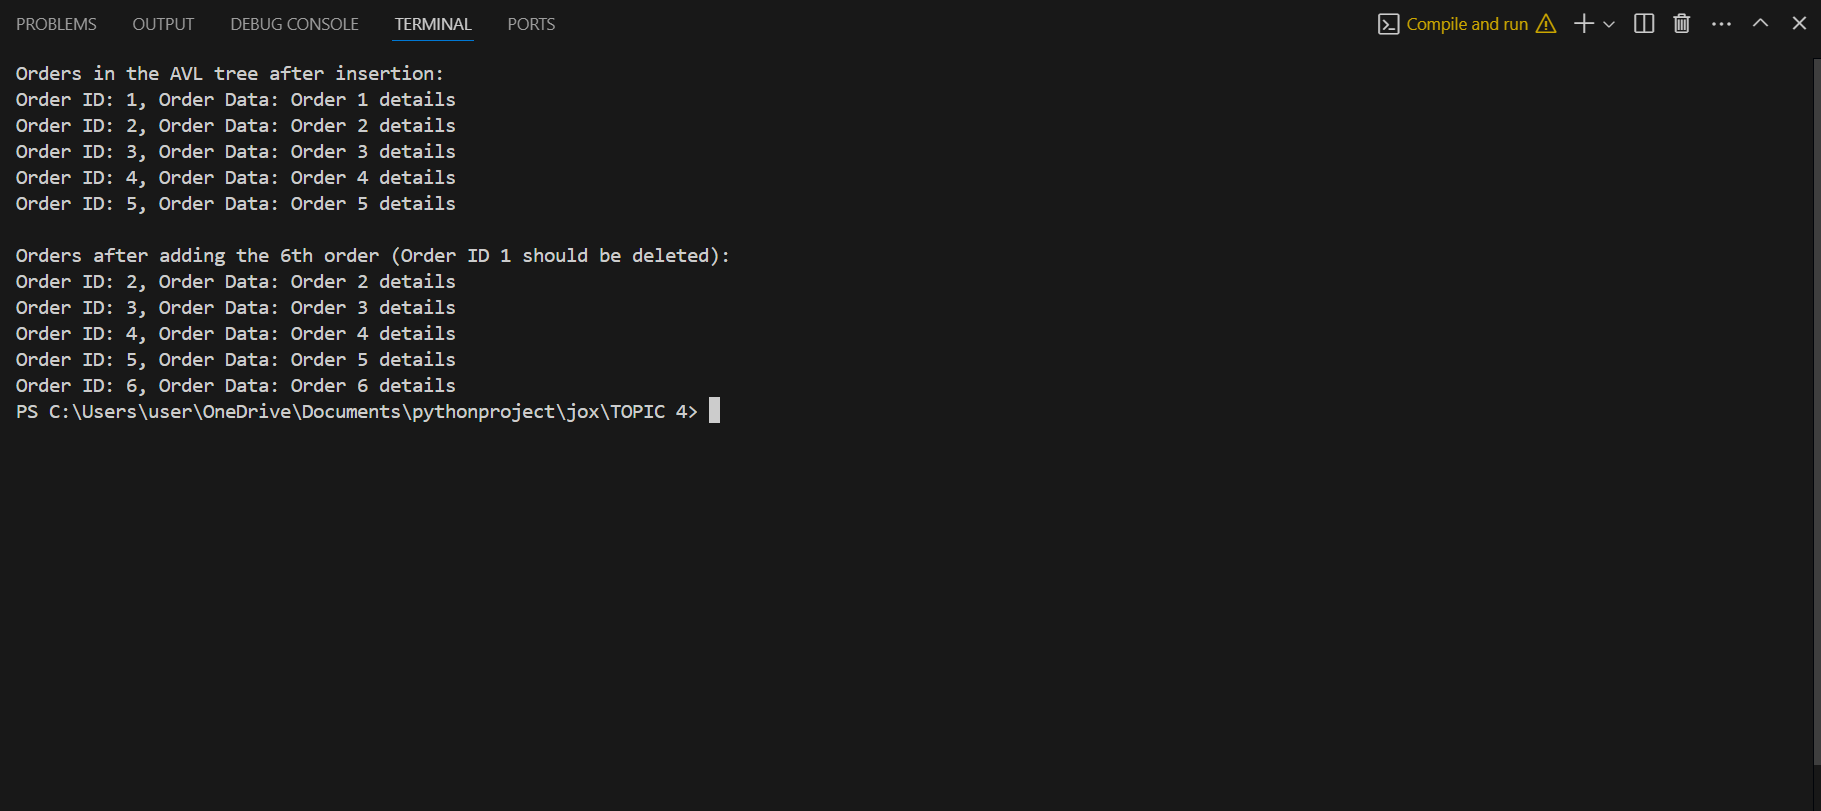 PROBLEMS OUTPUT DEBUG CONSOLE TERMINAL PORTS Compile and run
Orders in the AVL tree after insertion:
Order ID: 1, Order Data: Order 1 details
Order ID: 2, Order Data: Order 2 details
Order ID: 3, Order Data: Order 3 details
Order ID: 4, Order Data: Order 4 details
Order ID: 5, Order Data: Order 5 details
Orders after adding the 6th order (Order ID 1 should be deleted):
Order ID: 2, Order Data: Order 2 details
Order ID: 3, Order Data: Order 3 details
Order ID: 4, Order Data: Order 4 details
Order ID: 5, Order Data: Order 5 details
Order ID: 6, Order Data: Order 6 details
PS C:\Users\user\OneDrive\Documents\pythonproject\jox\TOPIC 4>